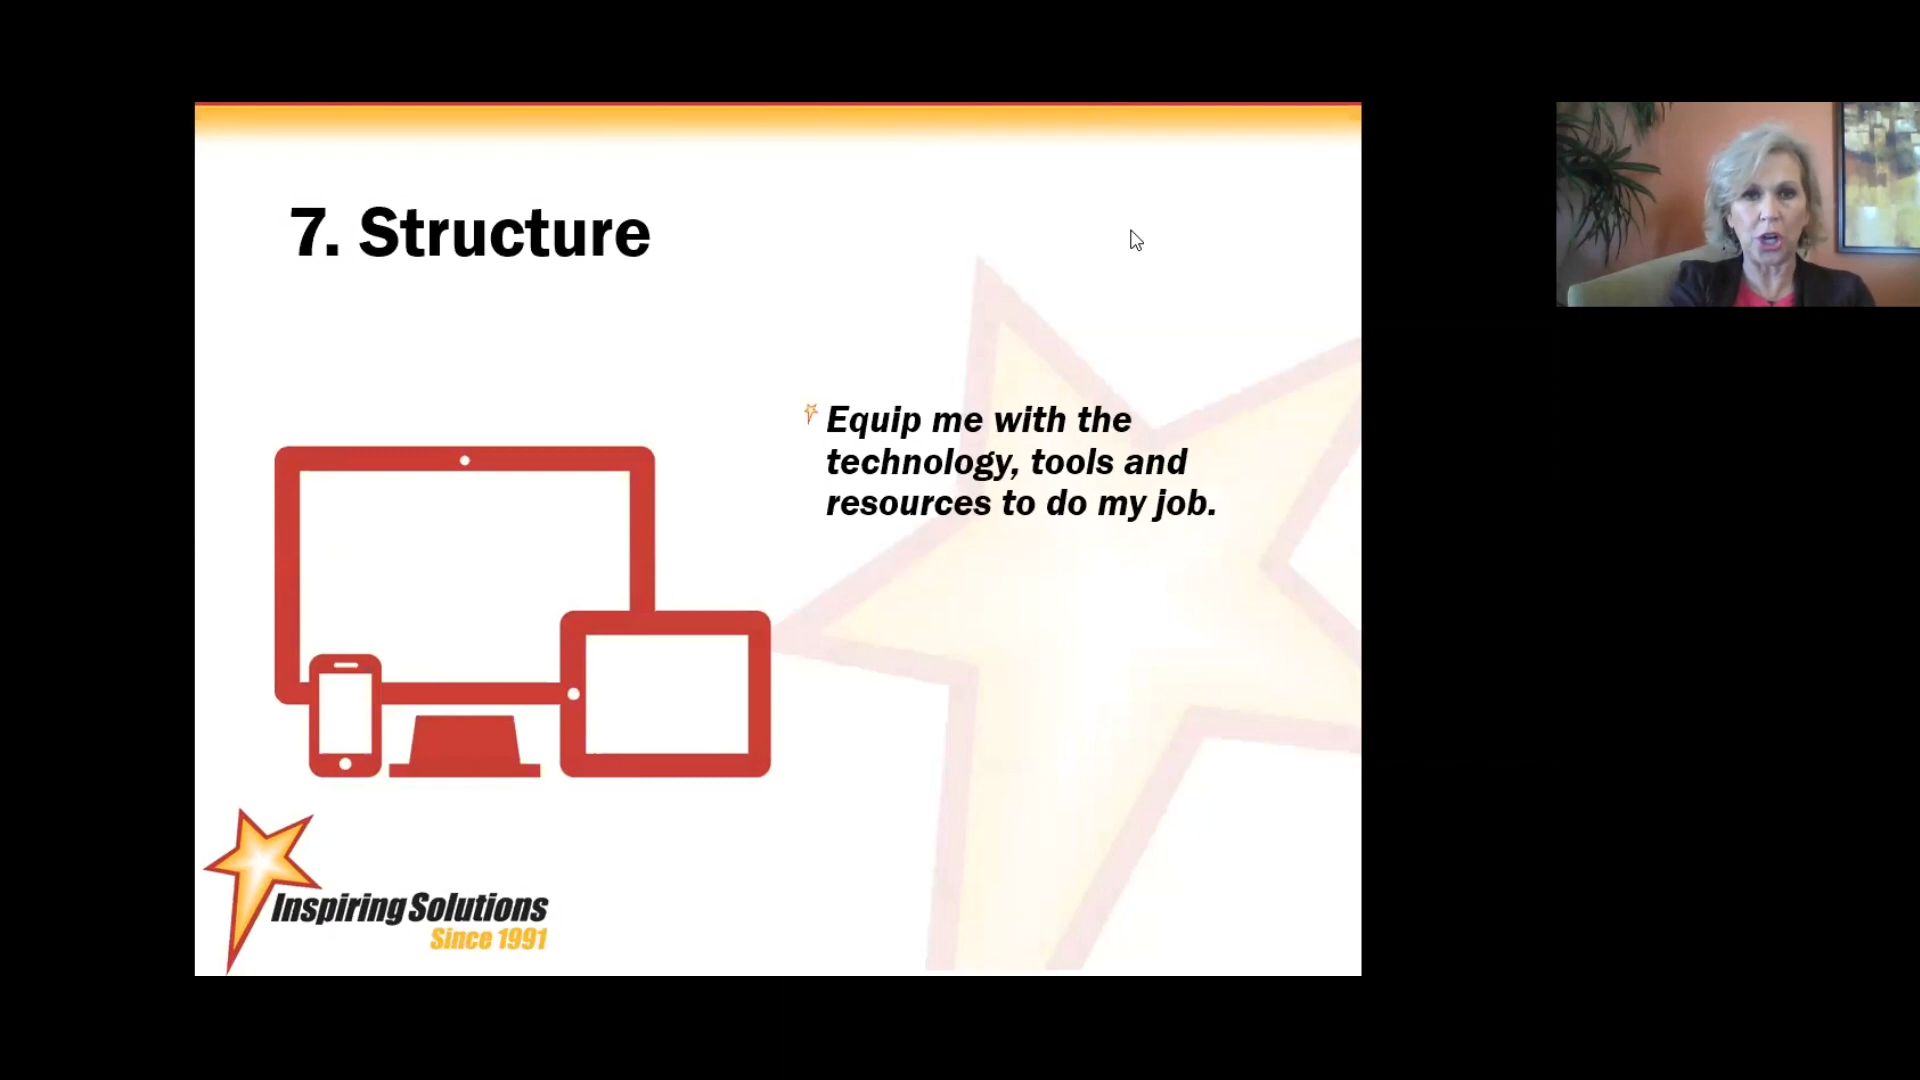 7. Structure
Equip me with the
technology, tools and
resources to do my job.
Inspiring Solutions
Since 1991